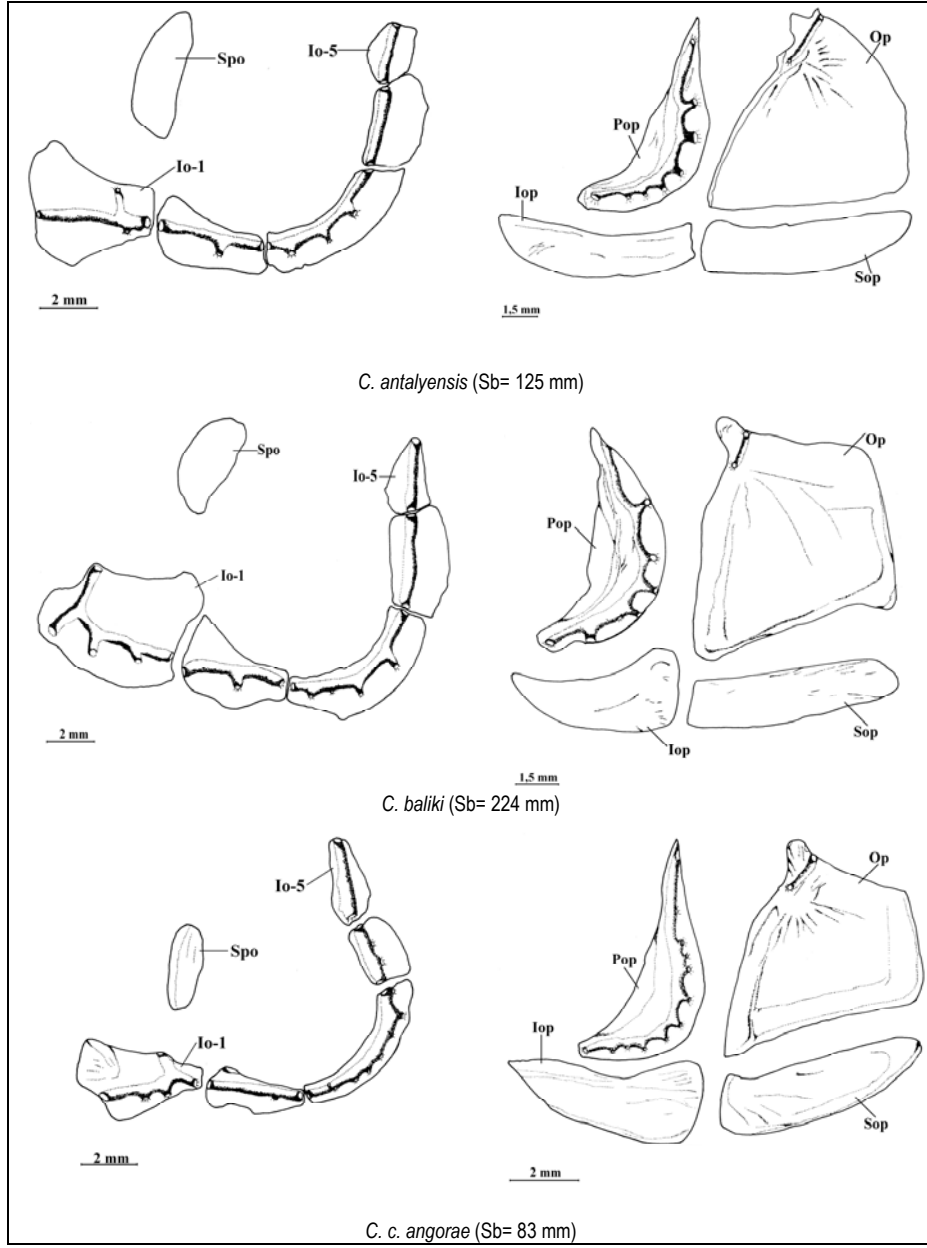 Spo
Io-5
Io-1
2 mm
Op
Pop
Iop
Sop
1,5 mm
C. antalyensis (Sb= 125 mm)
Spo
Io-5
Io-1
2 mm
Op
Pop
Iop
Sop
1,5 mm
C. baliki (Sb= 224 mm)
Io-5
Spo
Io-1
2 mm
Op
Pop
Iop
Sop
2 mm
C. c. angorae (Sb= 83 mm)